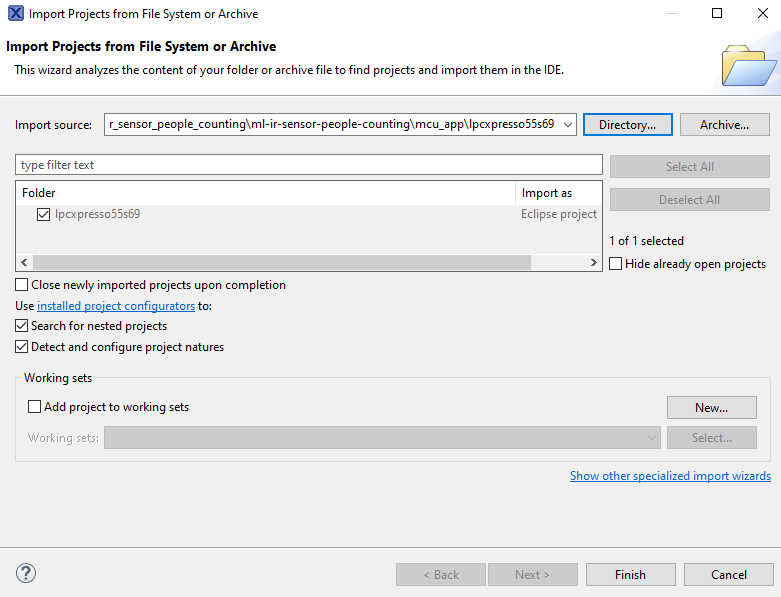 Import Projects from File System or Archive
Import Projects from File System or Archive
This wizard analyzes the content of your folder or archive file to find projects and import them in the IDE.
Import source: r_sensor_people_counting\ml-ir-sensor-people-counting\mcu_app\lpcxpresso55s69 Directory... Archive...
type filter text Select All
Folder Import as Deselect All
lpcxpresso55s69 Eclipse project
1 of 1 selected
Hide already open projects
Close newly imported projects upon completion
Use installed project configurators to:
Search for nested projects
Detect and configure project natures
Working sets
Add project to working sets New...
Working sets: Select...
Show other specialized import wizards
? < Back Next > Finish Cancel